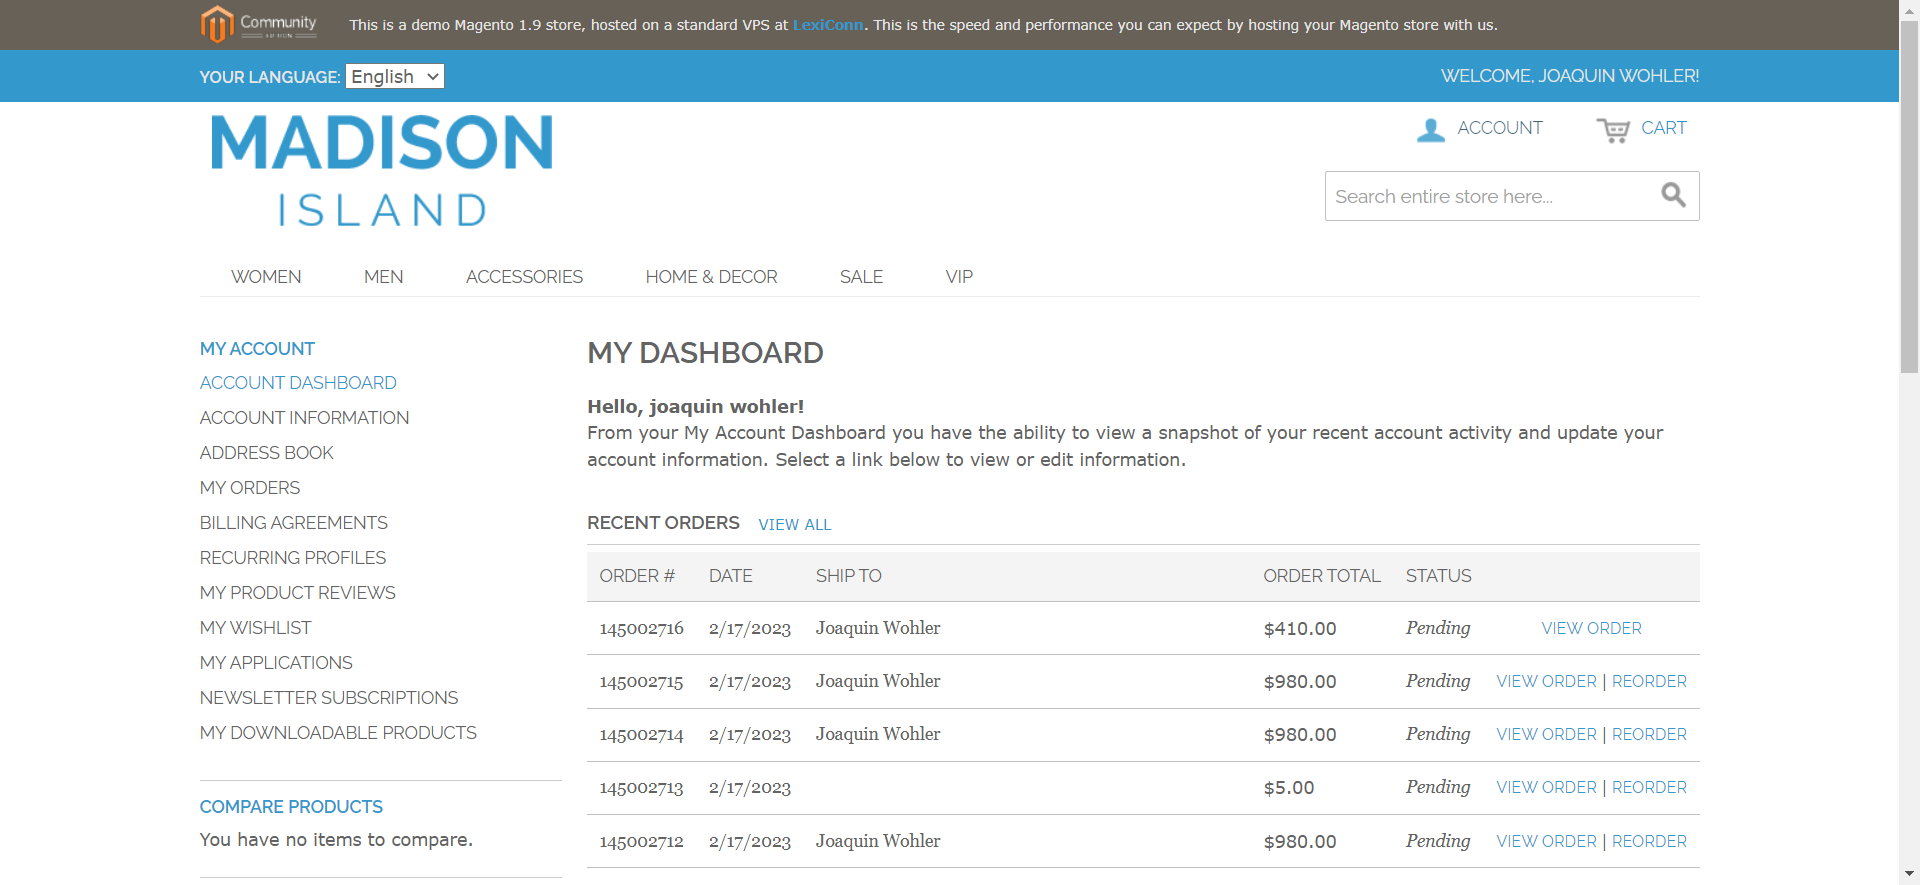 Community
This is a demo Magento 1.9 store, hosted on a standard VPS at LexiConn. This is the speed and performance you can expect by hosting your Magento store with us.
YOUR LANGUAGE: English
WELCOME, JOAQUIN WOHLER!
MADISON
ISLAND
ACCOUNT
CART
Search entire store here...
WOMEN MEN ACCESSORIES HOME & DECOR SALE VIP
MY ACCOUNT
ACCOUNT DASHBOARD
ACCOUNT INFORMATION
ADDRESS BOOK
MY ORDERS
BILLING AGREEMENTS
RECURRING PROFILES
MY PRODUCT REVIEWS
MY WISHLIST
MY APPLICATIONS
NEWSLETTER SUBSCRIPTIONS
MY DOWNLOADABLE PRODUCTS
COMPARE PRODUCTS
You have no items to compare.
MY DASHBOARD
Hello, joaquin wohler!
From your My Account Dashboard you have the ability to view a snapshot of your recent account activity and update your
account information. Select a link below to view or edit information.
RECENT ORDERS VIEW ALL
ORDER # DATE SHIP TO ORDER TOTAL STATUS
145002716 2/17/2023 Joaquin Wohler $410.00 Pending VIEW ORDER
145002715 2/17/2023 Joaquin Wohler $980.00 Pending VIEW ORDER | REORDER
145002714 2/17/2023 Joaquin Wohler $980.00 Pending VIEW ORDER | REORDER
145002713 2/17/2023 $5.00 Pending VIEW ORDER | REORDER
145002712 2/17/2023 Joaquin Wohler $980.00 Pending VIEW ORDER | REORDER